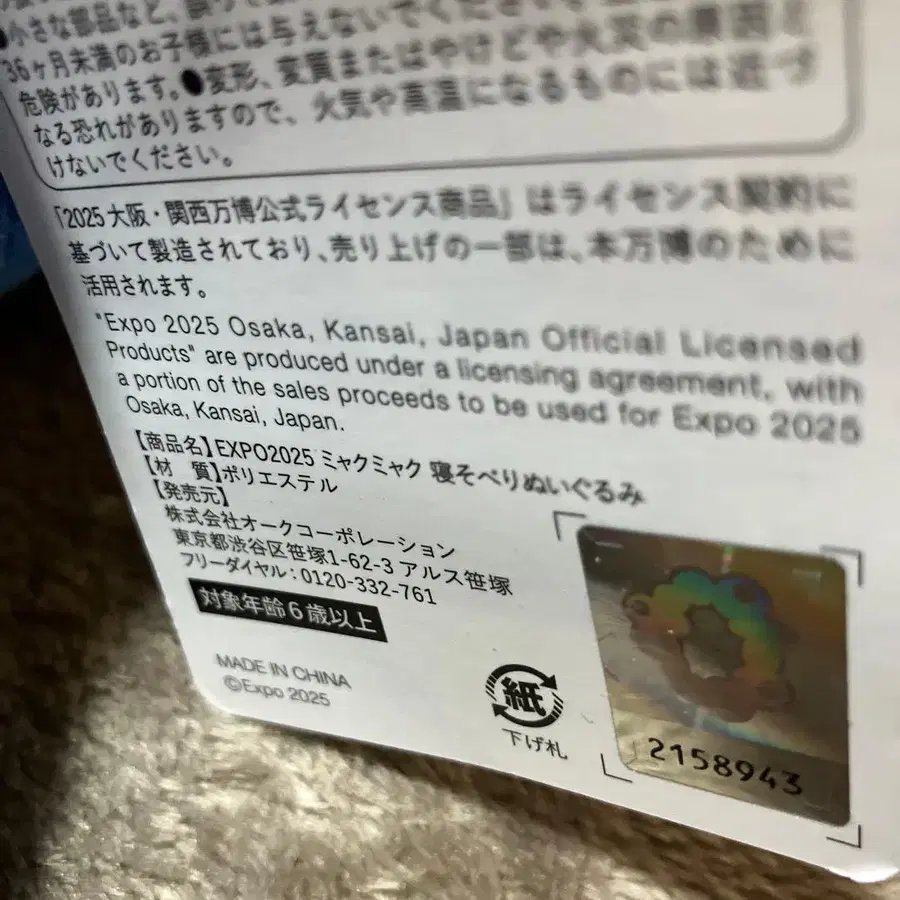 ●小さな部品など、誤
36ヶ月未満のお子様には与えないでください
危険があります。●変形、変質またはやけどや火災の原因と
なる恐れがありますので、火気や高温になるものには近づ
けないでください。
「2025 大阪・関西万博公式ライセンス商品」はライセンス契約に
基づいて製造されており、売り上げの一部は、本万博のために
活用されます。
"Expo 2025 Osaka, Kansai, Japan Official Licensed
Products" are produced under a licensing agreement, with
a portion of the sales proceeds to be used for Expo 2025
Osaka, Kansai, Japan.
【商品名】EXPO2025 ミャクミャク 寝そべりぬいぐるみ
【材　質】ポリエステル
【発売元】
株式会社オークコーポレーション
東京都渋谷区笹塚1-62-3 アルス笹塚
フリーダイヤル：0120-332-761
対象年齢6歳以上
MADE IN CHINA
©Expo 2025
紙
下げ札
2158943